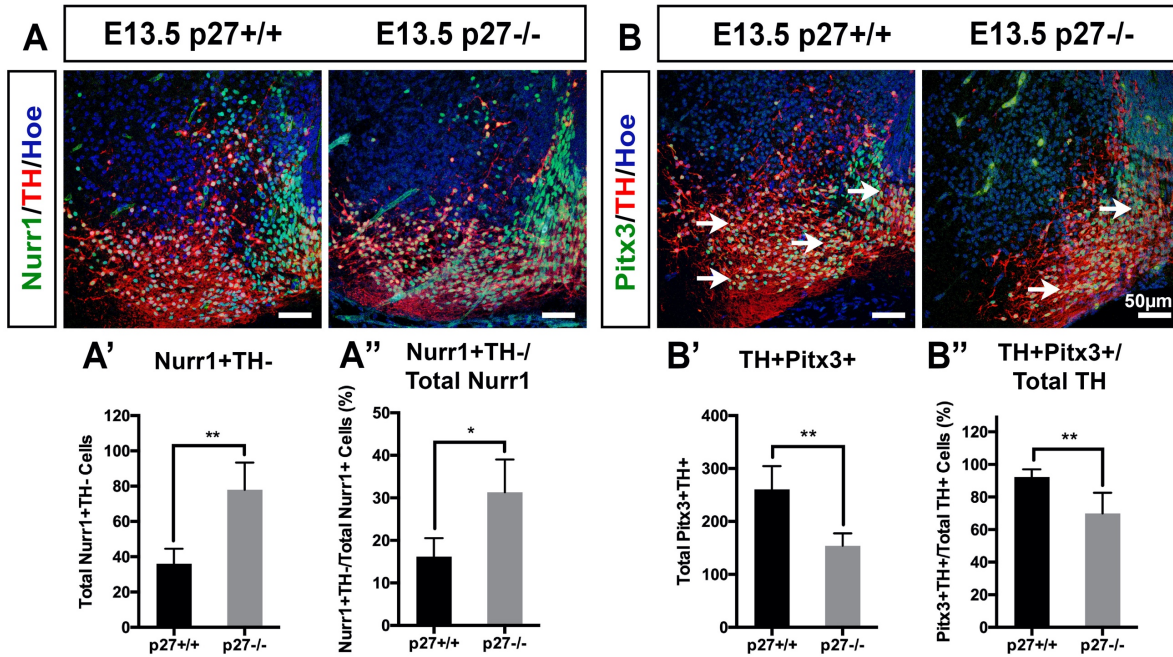 A
E13.5 p27+/+
E13.5 p27-/-
B
E13.5 p27+/+
E13.5 p27-/-
Nurr1/TH/Hoe
Pitx3/TH/Hoe
50μm
A'
Nurr1+TH-
Total Nurr1+TH- Cells
120
100
80
60
40
20
0
**
p27+/+
p27-/-
A''
Nurr1+TH-/
Total Nurr1
Nurr1+TH-/Total Nurr1+ Cells (%)
50
40
30
20
10
0
*
p27+/+
p27-/-
B'
TH+Pitx3+
Total Pitx3+TH+
400
300
200
100
0
**
p27+/+
p27-/-
B''
TH+Pitx3+/
Total TH
Pitx3+TH+/Total TH+ Cells (%)
120
100
80
60
40
20
0
**
p27+/+
p27-/-